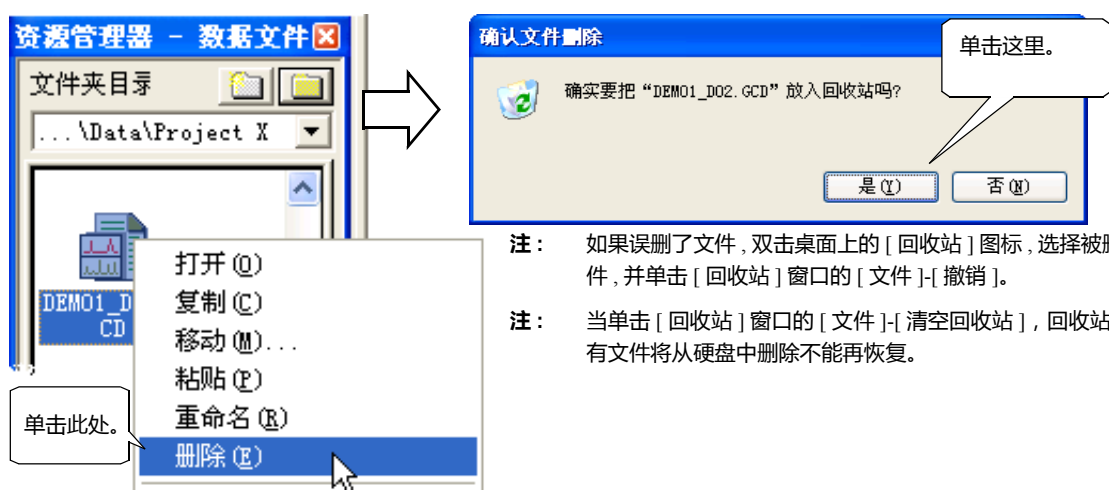 资源管理器 - 数据文件
文件夹目录
...\Data\Project X
DEMO1_D
CD
打开(O)
复制(C)
移动(M)...
粘贴(P)
重命名(R)
删除(E)
单击此处。
确认文件删除
单击这里。
确实要把“DEMO1_DO2.GCD”放入回收站吗?
是(Y)
否(N)
注: 如果误删了文件,双击桌面上的[回收站]图标,选择被
件,并单击[回收站]窗口的[文件]-[撤销]。
注: 当单击[回收站]窗口的[文件]-[清空回收站],回收站
有文件将从硬盘中删除不能再恢复。